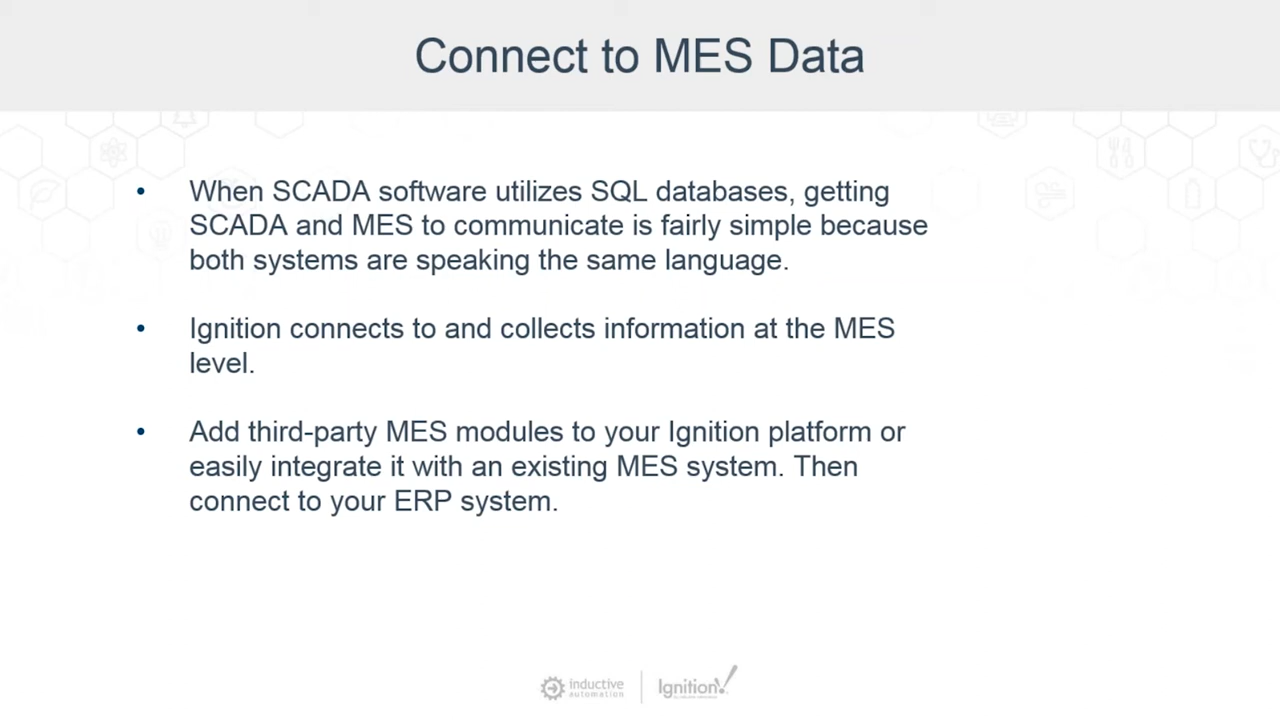 Connect to MES Data
• When SCADA software utilizes SQL databases, getting
SCADA and MES to communicate is fairly simple because
both systems are speaking the same language.
• Ignition connects to and collects information at the MES
level.
• Add third-party MES modules to your Ignition platform or
easily integrate it with an existing MES system. Then
connect to your ERP system.
inductive
automation
Ignition!